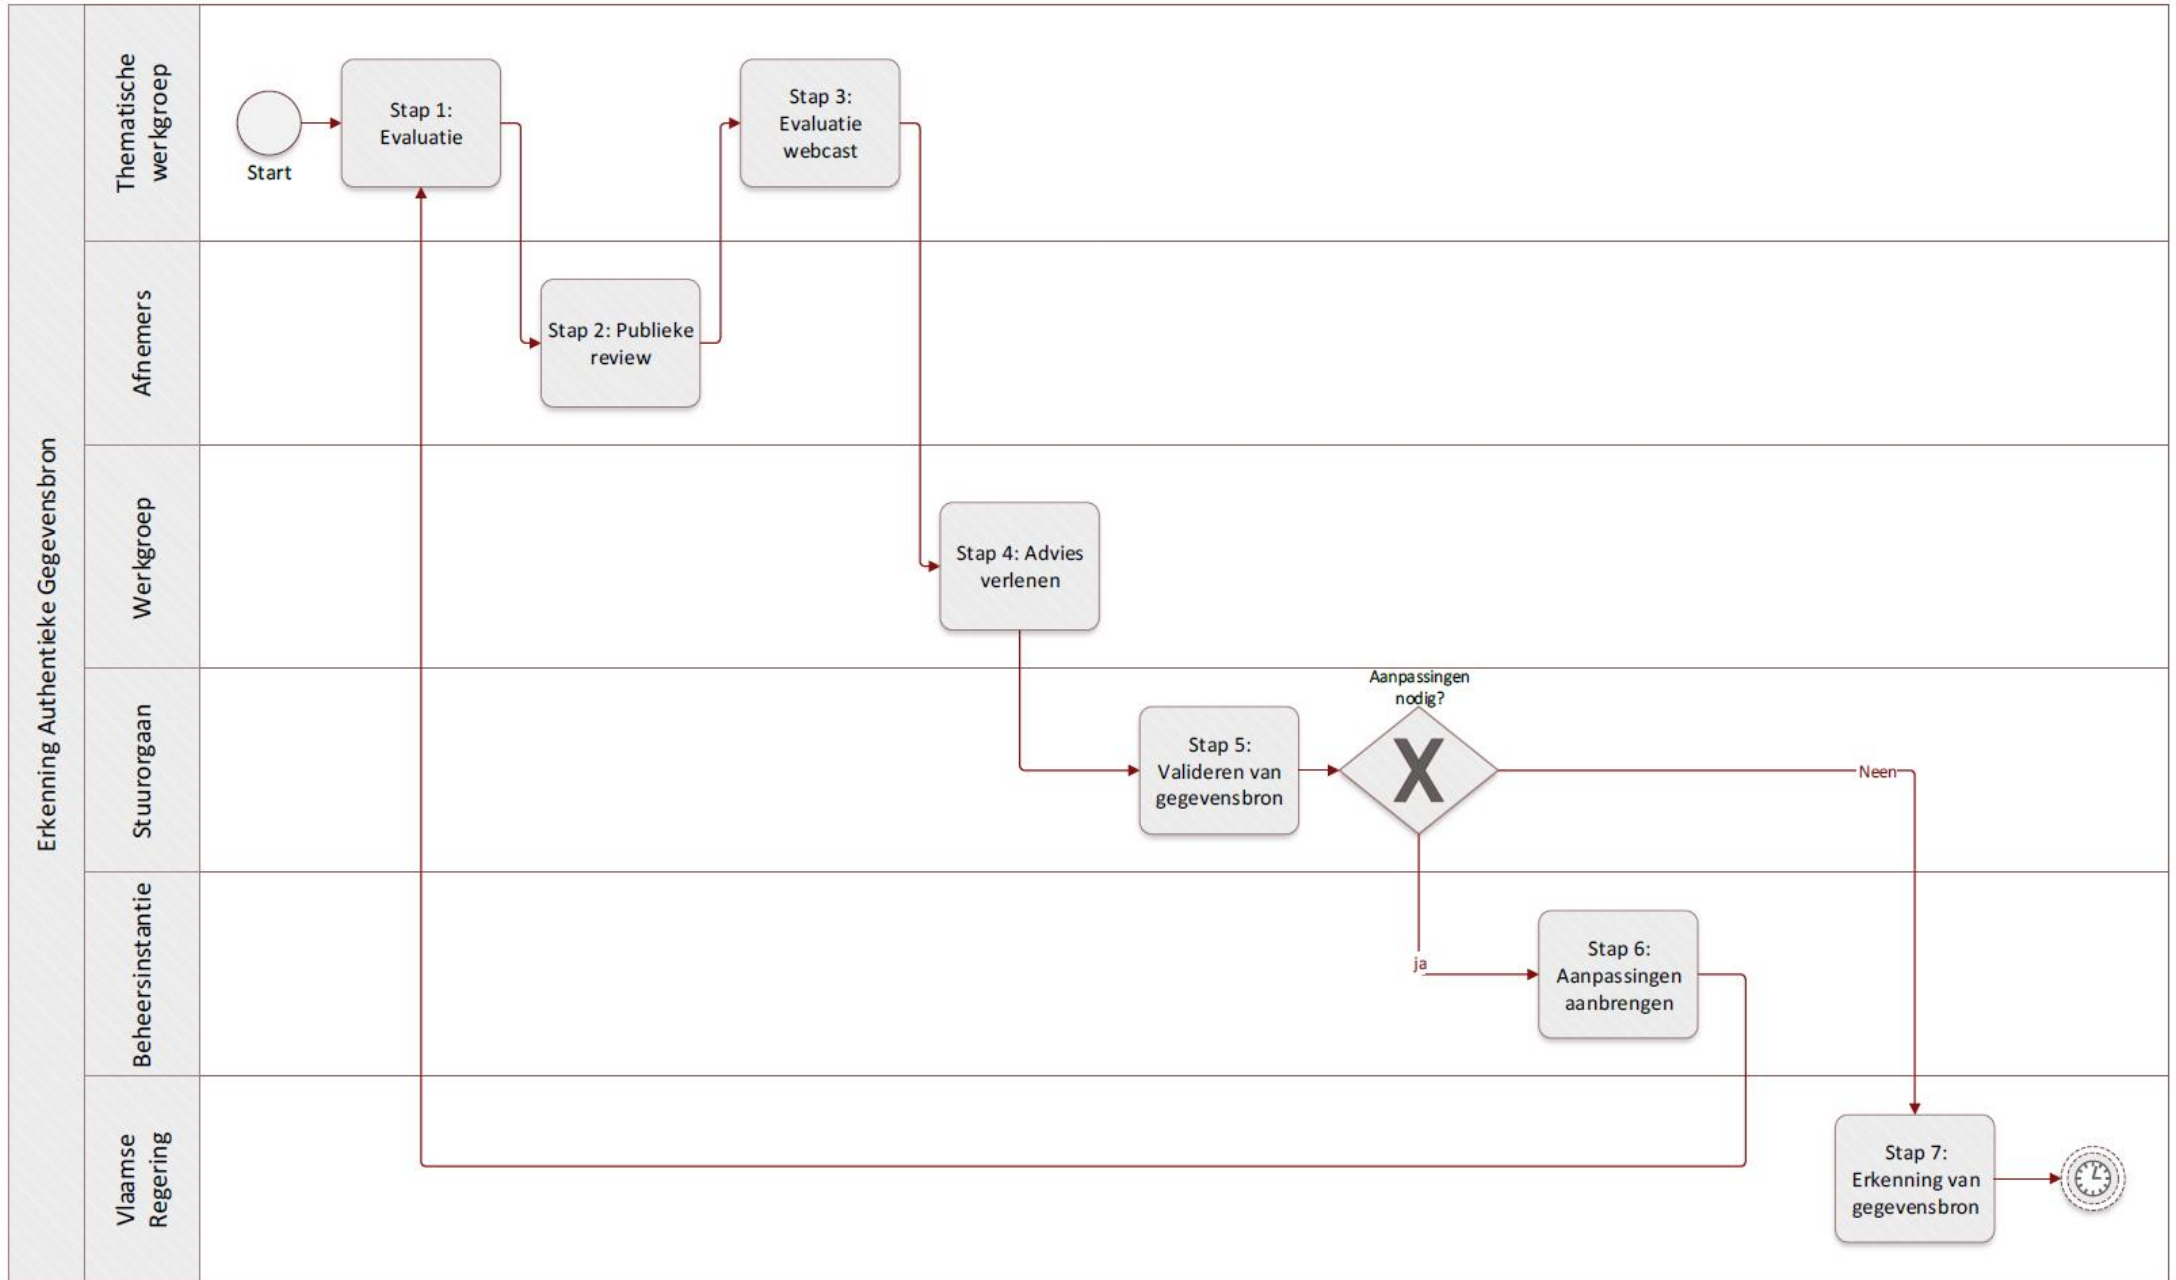 Erkenning Authentieke Gegevensbron
Thematische
werkgroep
Start
Stap 1:
Evaluatie
Stap 3:
Evaluatie
webcast
Afnemers
Stap 2: Publieke
review
Werkgroep
Stap 4: Advies
verlenen
Stuurorgaan
Stap 5:
Valideren van
gegevensbron
Aanpassingen
nodig?
X
Neen
Beheersinstantie
ja
Stap 6:
Aanpassingen
aanbrengen
Vlaamse
Regering
Stap 7:
Erkenning van
gegevensbron